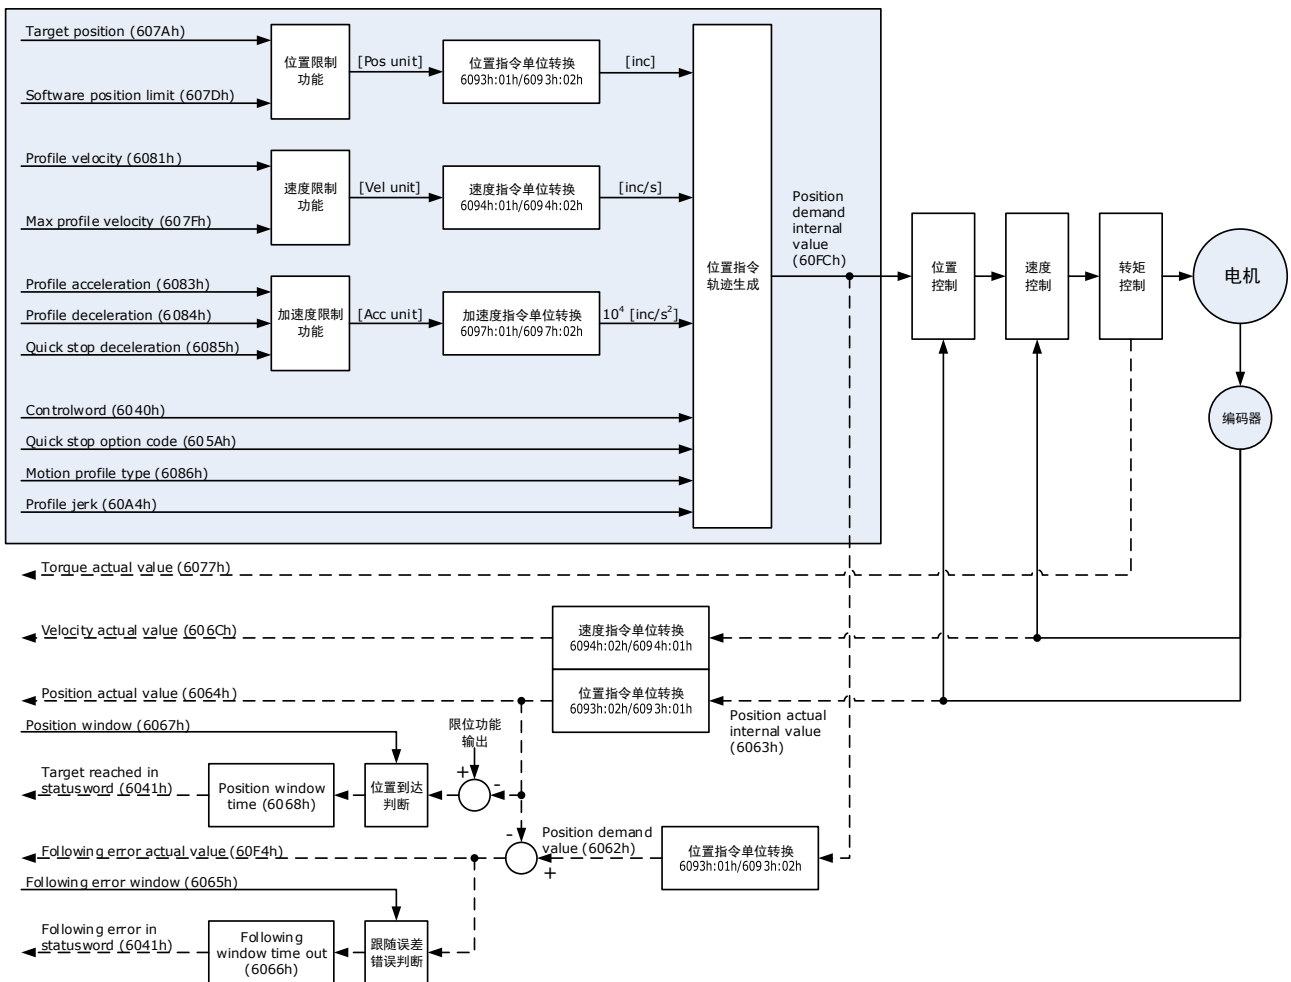 Target position (607Ah)
Software position limit (607Dh)
位置限制
功能
[Pos unit]
位置指令单位转换
6093h:01h/6093h:02h
[inc]
Profile velocity (6081h)
Max profile velocity (607Fh)
速度限制
功能
[Vel unit]
速度指令单位转换
6094h:01h/6094h:02h
[inc/s]
Profile acceleration (6083h)
Profile deceleration (6084h)
Quick stop deceleration (6085h)
加速度限制
功能
[Acc unit]
加速度指令单位转换
6097h:01h/6097h:02h
10⁴ [inc/s²]
Controlword (6040h)
Quick stop option code (605Ah)
Motion profile type (6086h)
Profile jerk (60A4h)
位置指令
轨迹生成
Position
demand
internal
value
(60FCh)
位置
控制
速度
控制
转矩
控制
电机
编码器
Torque actual value (6077h)
Velocity actual value (606Ch)
速度指令单位转换
6094h:02h/6094h:01h
Position actual value (6064h)
位置指令单位转换
6093h:02h/6093h:01h
Position actual
internal value
(6063h)
Position window (6067h)
限位功能
输出
Target reached in
statusword (6041h)
Position window
time (6068h)
位置到达
判断
+
-
-
Following error actual value (60F4h)
Position demand
value (6062h)
+
位置指令单位转换
6093h:01h/6093h:02h
Following error window (6065h)
Following error in
statusword (6041h)
Following
window time out
(6066h)
跟随误差
错误判断